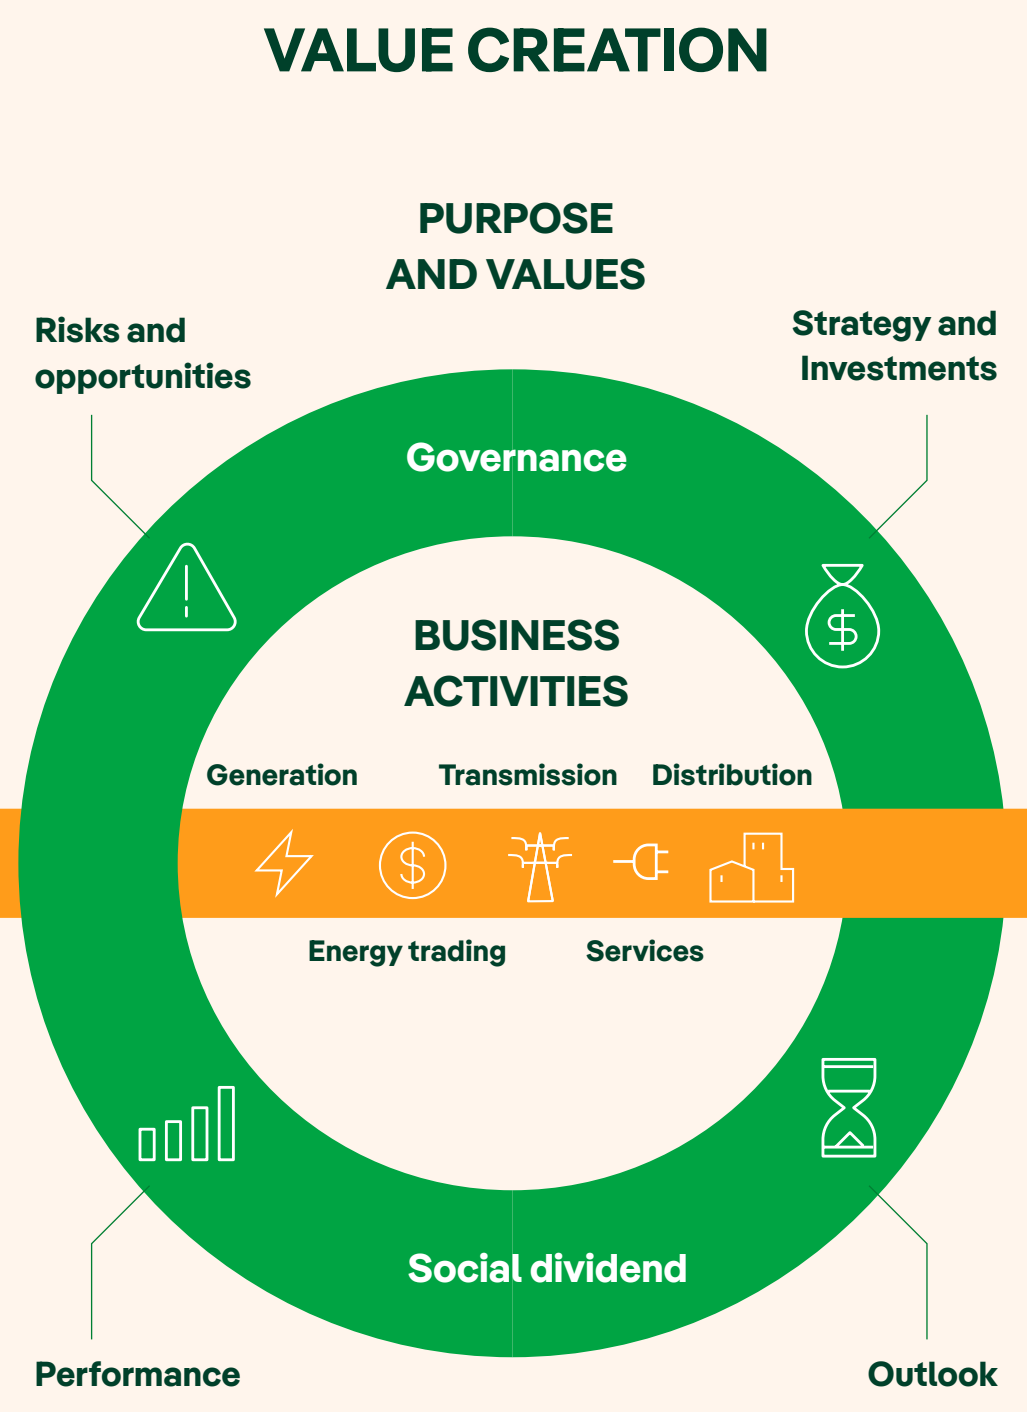 VALUE CREATION
PURPOSE
AND VALUES
Risks and
opportunities
Strategy and
Investments
Governance
BUSINESS
ACTIVITIES
Generation
Transmission
Distribution
$
$
Energy trading
Services
Social dividend
Performance
Outlook